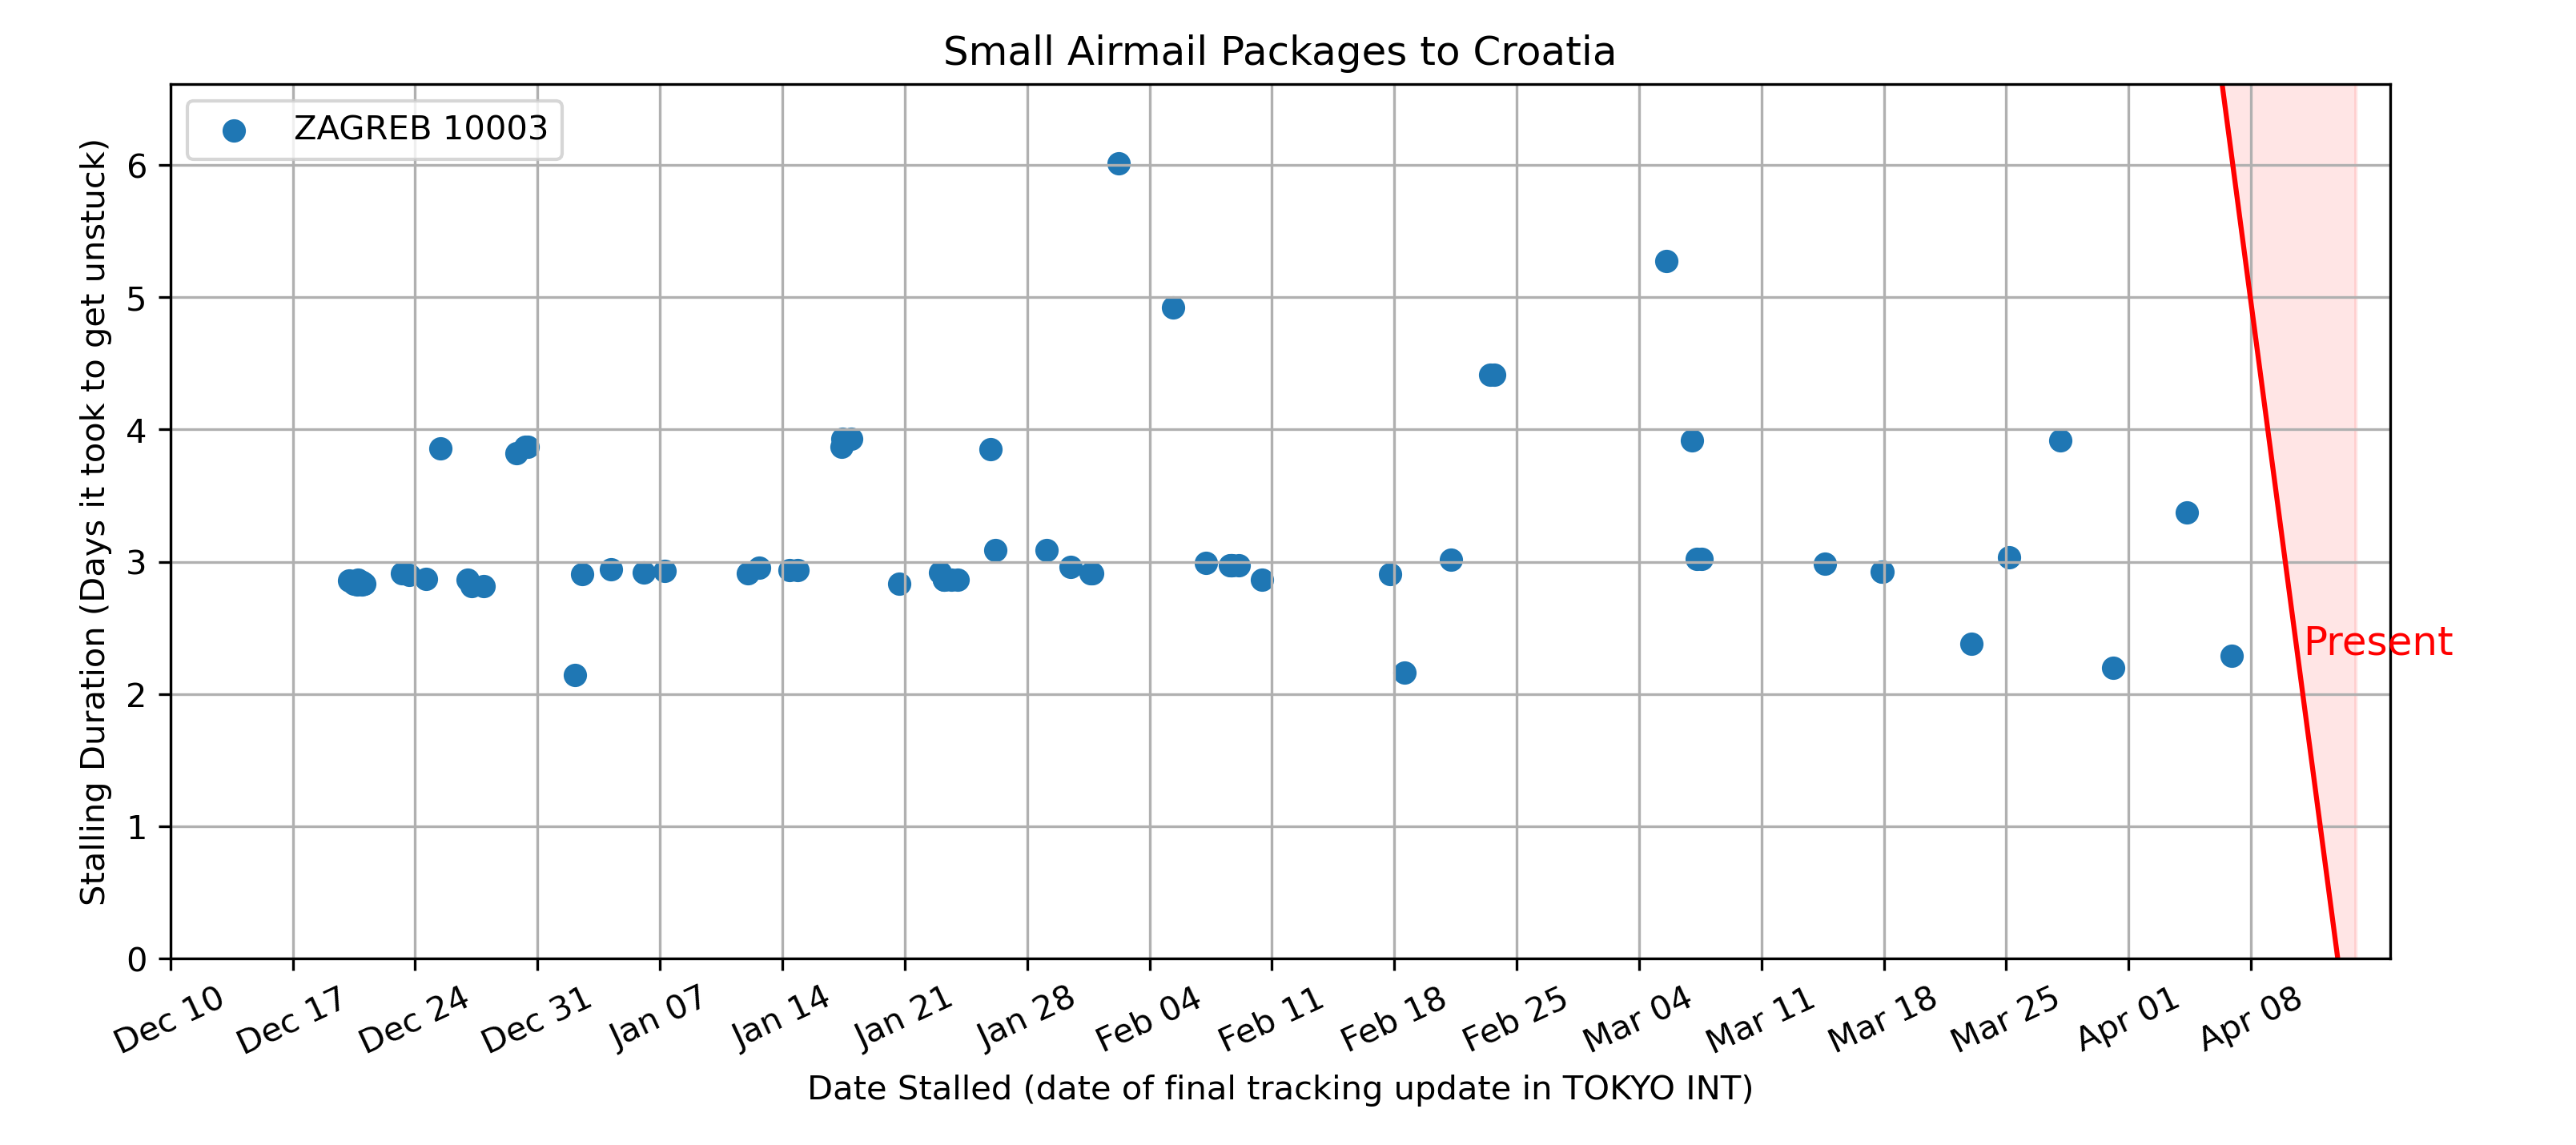 Small Airmail Packages to Croatia
ZAGREB 10003
Stalling Duration (Days it took to get unstuck)
6
5
4
3
2
1
0
Present
Dec 10
Dec 17
Dec 24
Dec 31
Jan 07
Jan 14
Jan 21
Jan 28
Feb 04
Feb 11
Feb 18
Feb 25
Mar 04
Mar 11
Mar 18
Mar 25
Apr 01
Apr 08
Date Stalled (date of final tracking update in TOKYO INT)